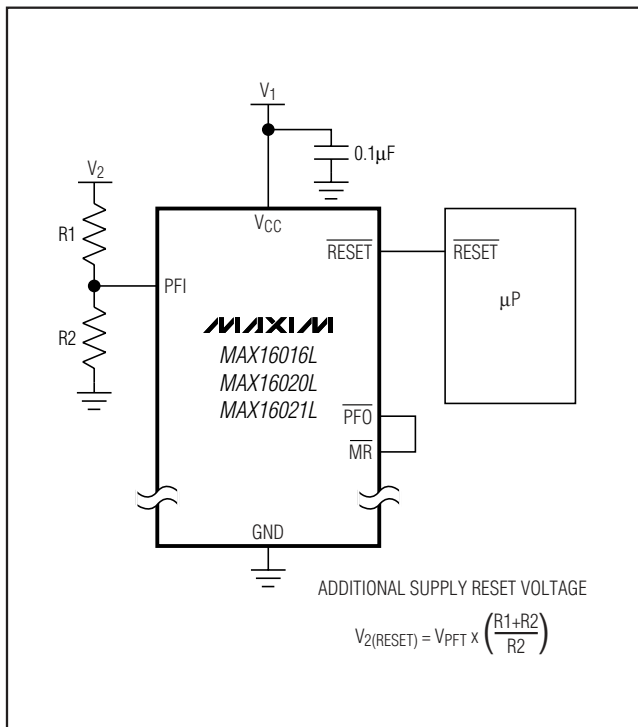 V1
0.1µF
V2
R1
R2
VCC
PFI
RESET
RESET
µP
MAXIM
MAX16016L
MAX16020L
MAX16021L
PFO
MR
GND
ADDITIONAL SUPPLY RESET VOLTAGE
V2(RESET) = VPFT x (R1+R2/R2)